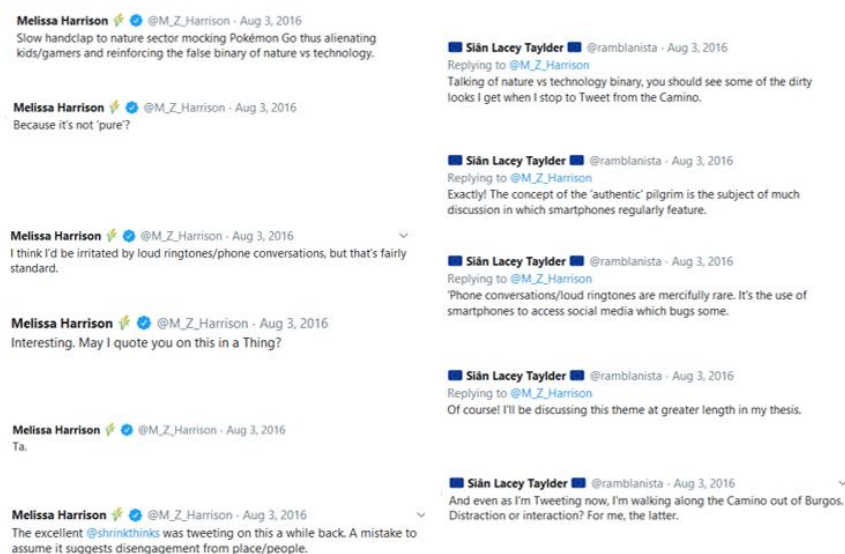 Melissa Harrison @M_Z_Harrison · Aug 3, 2016
Slow handclap to nature sector mocking Pokémon Go thus alienating
kids/gamers and reinforcing the false binary of nature vs technology.
Siân Lacey Taylder @ramblanista · Aug 3, 2016
Replying to @M_Z_Harrison
Talking of nature vs technology binary, you should see some of the dirty
looks I get when I stop to Tweet from the Camino.
Melissa Harrison @M_Z_Harrison · Aug 3, 2016
Because it's not 'pure'?
Siân Lacey Taylder @ramblanista · Aug 3, 2016
Replying to @M_Z_Harrison
Exactly! The concept of the 'authentic' pilgrim is the subject of much
discussion in which smartphones regularly feature.
Melissa Harrison @M_Z_Harrison · Aug 3, 2016
I think I'd be irritated by loud ringtones/phone conversations, but that's fairly
standard.
Siân Lacey Taylder @ramblanista · Aug 3, 2016
Replying to @M_Z_Harrison
'Phone conversations/loud ringtones are mercifully rare. It's the use of
smartphones to access social media which bugs some.
Melissa Harrison @M_Z_Harrison · Aug 3, 2016
Interesting. May I quote you on this in a Thing?
Siân Lacey Taylder @ramblanista · Aug 3, 2016
Replying to @M_Z_Harrison
Of course! I'll be discussing this theme at greater length in my thesis.
Melissa Harrison @M_Z_Harrison · Aug 3, 2016
Ta.
Siân Lacey Taylder @ramblanista · Aug 3, 2016
And even as I'm Tweeting now, I'm walking along the Camino out of Burgos.
Distraction or interaction? For me, the latter.
Melissa Harrison @M_Z_Harrison · Aug 3, 2016
The excellent @shrinkthinks was tweeting on this a while back. A mistake to
assume it suggests disengagement from place/people.